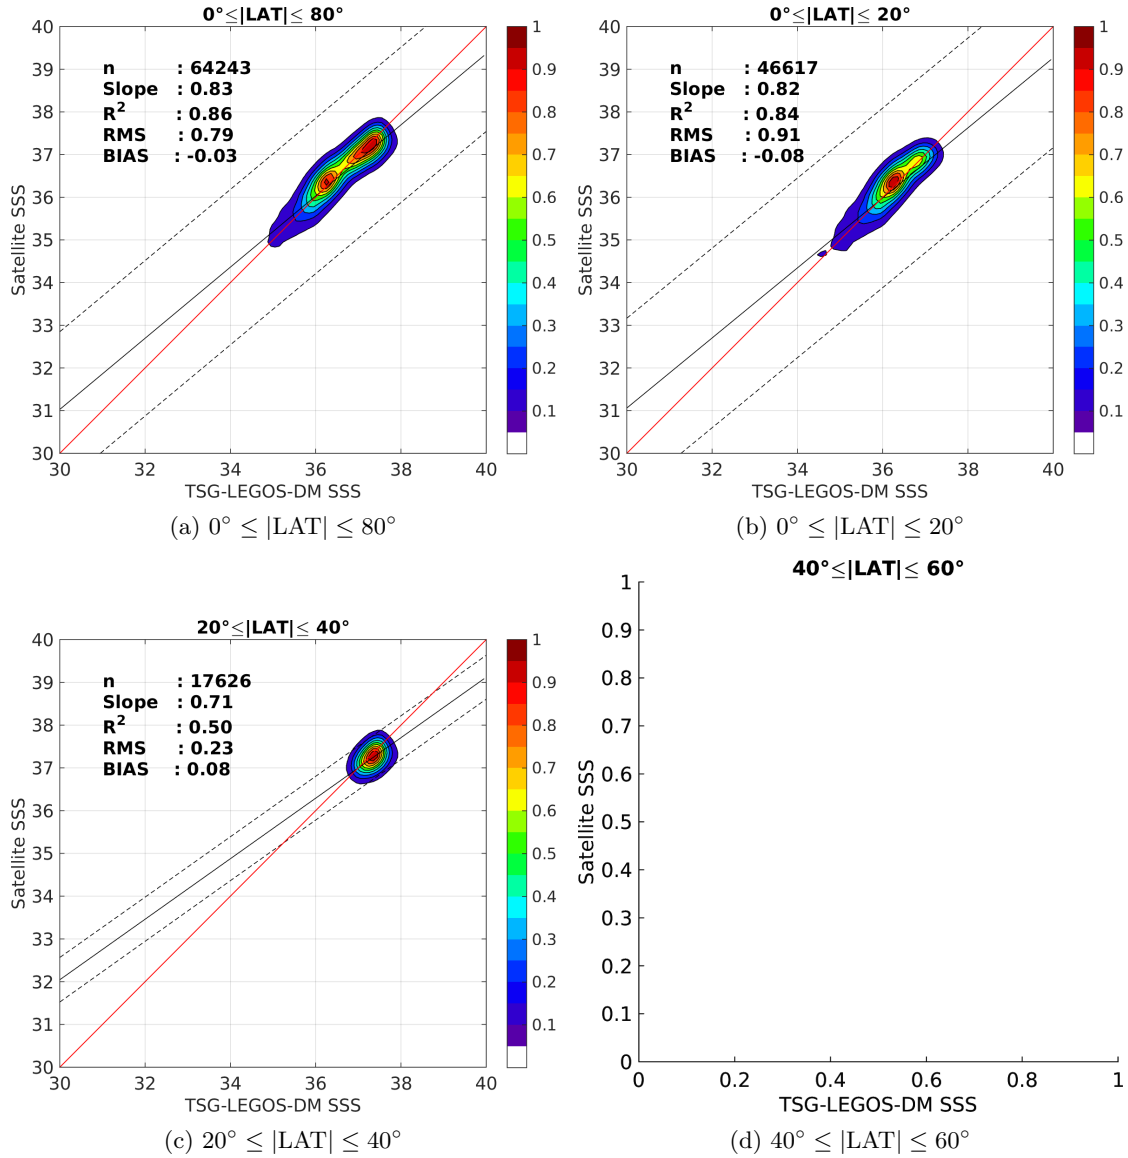 0°≤|LAT|≤ 80°
40
39
38
37
36
35
34
33
32
31
30
n : 64243
Slope : 0.83
R2 : 0.86
RMS : 0.79
BIAS : -0.03
Satellite SSS
30 32 34 36 38 40
TSG-LEGOS-DM SSS
1
0.9
0.8
0.7
0.6
0.5
0.4
0.3
0.2
0.1
(a) 0° ≤ |LAT| ≤ 80°
0°≤|LAT|≤ 20°
40
39
38
37
36
35
34
33
32
31
30
n : 46617
Slope : 0.82
R2 : 0.84
RMS : 0.91
BIAS : -0.08
Satellite SSS
30 32 34 36 38 40
TSG-LEGOS-DM SSS
1
0.9
0.8
0.7
0.6
0.5
0.4
0.3
0.2
0.1
(b) 0° ≤ |LAT| ≤ 20°
20°≤|LAT|≤ 40°
40
39
38
37
36
35
34
33
32
31
30
n : 17626
Slope : 0.71
R2 : 0.50
RMS : 0.23
BIAS : 0.08
Satellite SSS
30 32 34 36 38 40
TSG-LEGOS-DM SSS
1
0.9
0.8
0.7
0.6
0.5
0.4
0.3
0.2
0.1
(c) 20° ≤ |LAT| ≤ 40°
40°≤|LAT|≤ 60°
1
0.9
0.8
0.7
0.6
0.5
0.4
0.3
0.2
0.1
0
Satellite SSS
0 0.2 0.4 0.6 0.8 1
TSG-LEGOS-DM SSS
(d) 40° ≤ |LAT| ≤ 60°